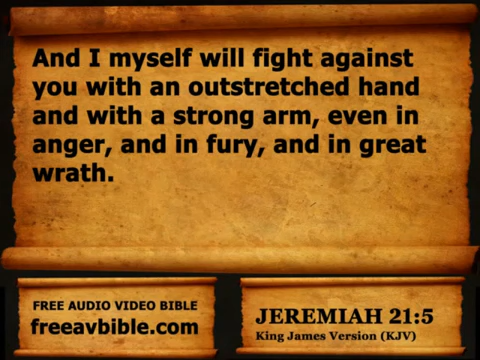 And I myself will fight against
you with an outstretched hand
and with a strong arm, even in
anger, and in fury, and in great
wrath.
FREE AUDIO VIDEO BIBLE
freeavbible.com
JEREMIAH 21:5
King James Version (KJV)